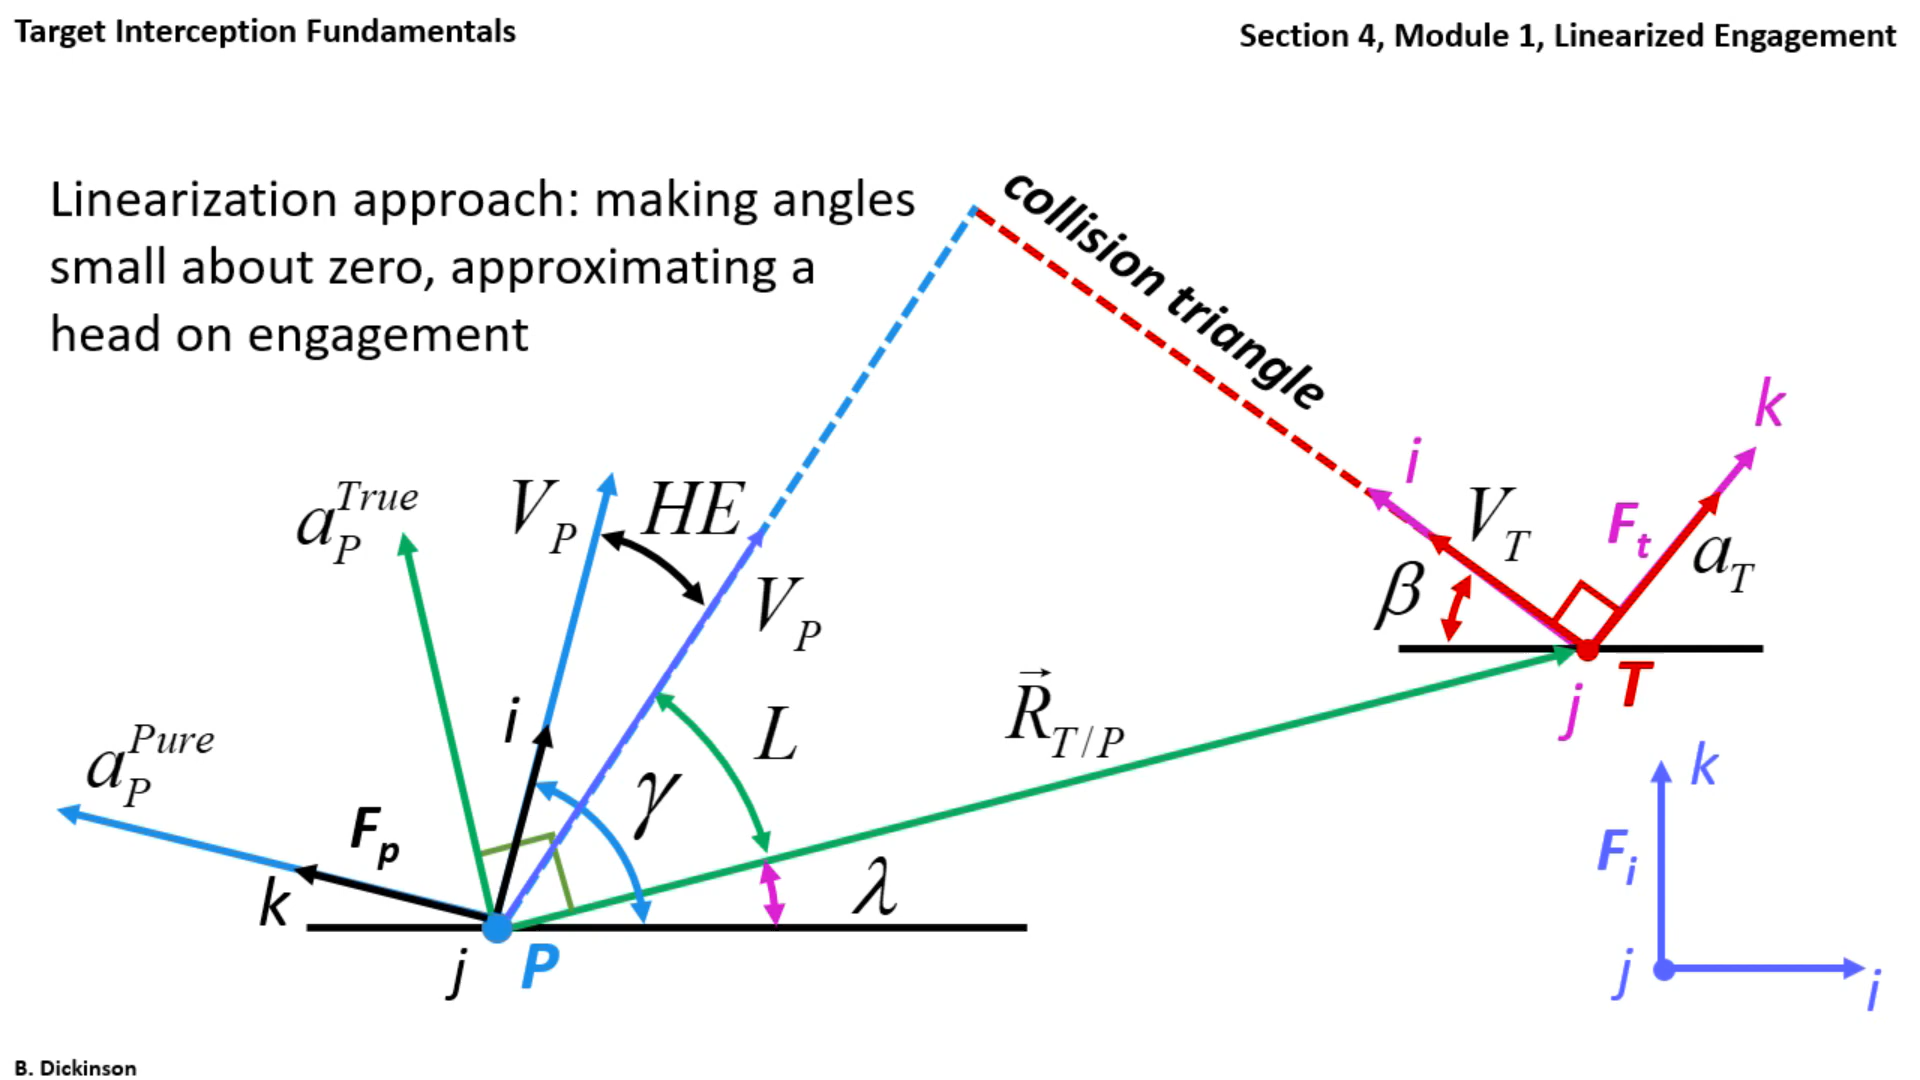 Target Interception Fundamentals
Section 4, Module 1, Linearized Engagement
Linearization approach: making angles
small about zero, approximating a
head on engagement
collision triangle
k
i
V_T
F_t
a_T
β
T
j
a_P^True
V_P
HE
V_P
L
R⃗_T/P
i
γ
a_P^Pure
F_p
k
λ
j
P
k
F_i
j
i
B. Dickinson